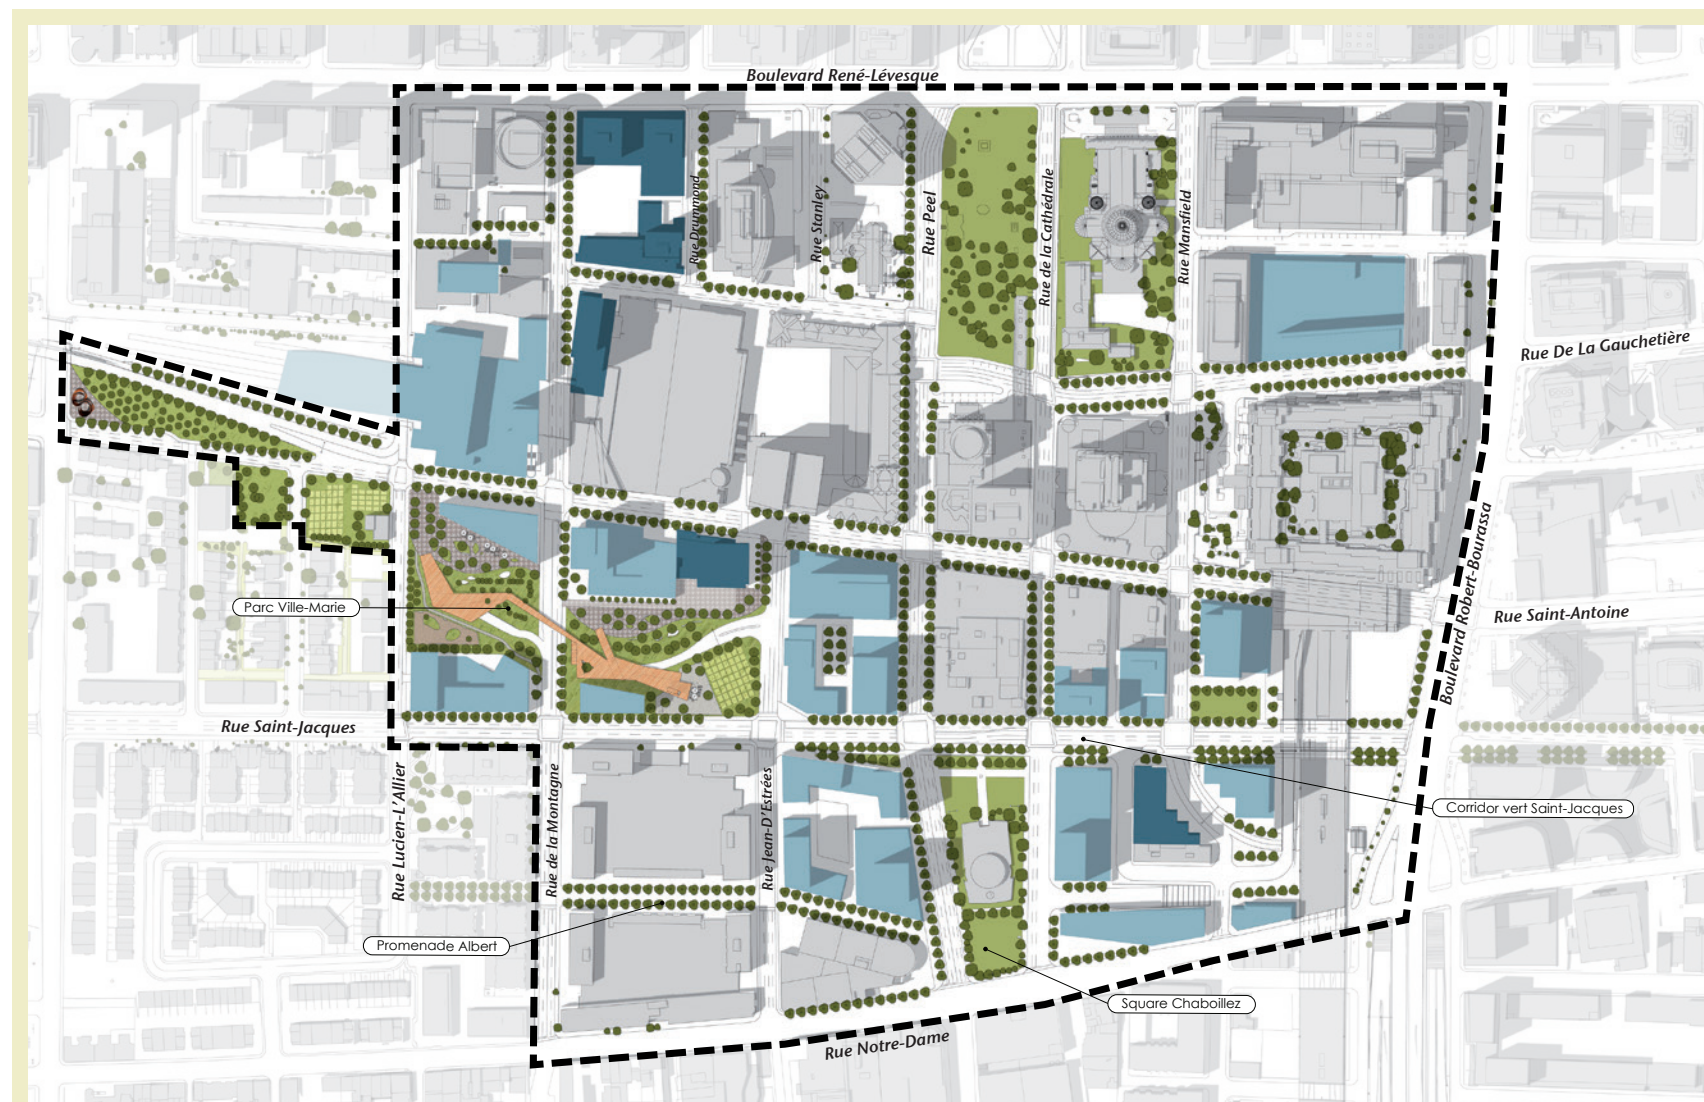 Boulevard René-Lévesque
Rue Drummond
Rue Stanley
Rue Peel
Rue de la Cathédrale
Rue Mansfield
Rue De La Gauchetière
Boulevard Robert-Bourassa
Parc Ville-Marie
Rue Saint-Antoine
Rue Saint-Jacques
Rue Lucien-L'Allier
Rue de la Montagne
Rue Jean-D'Estrées
Corridor vert Saint-Jacques
Promenade Albert
Square Chaboillez
Rue Notre-Dame